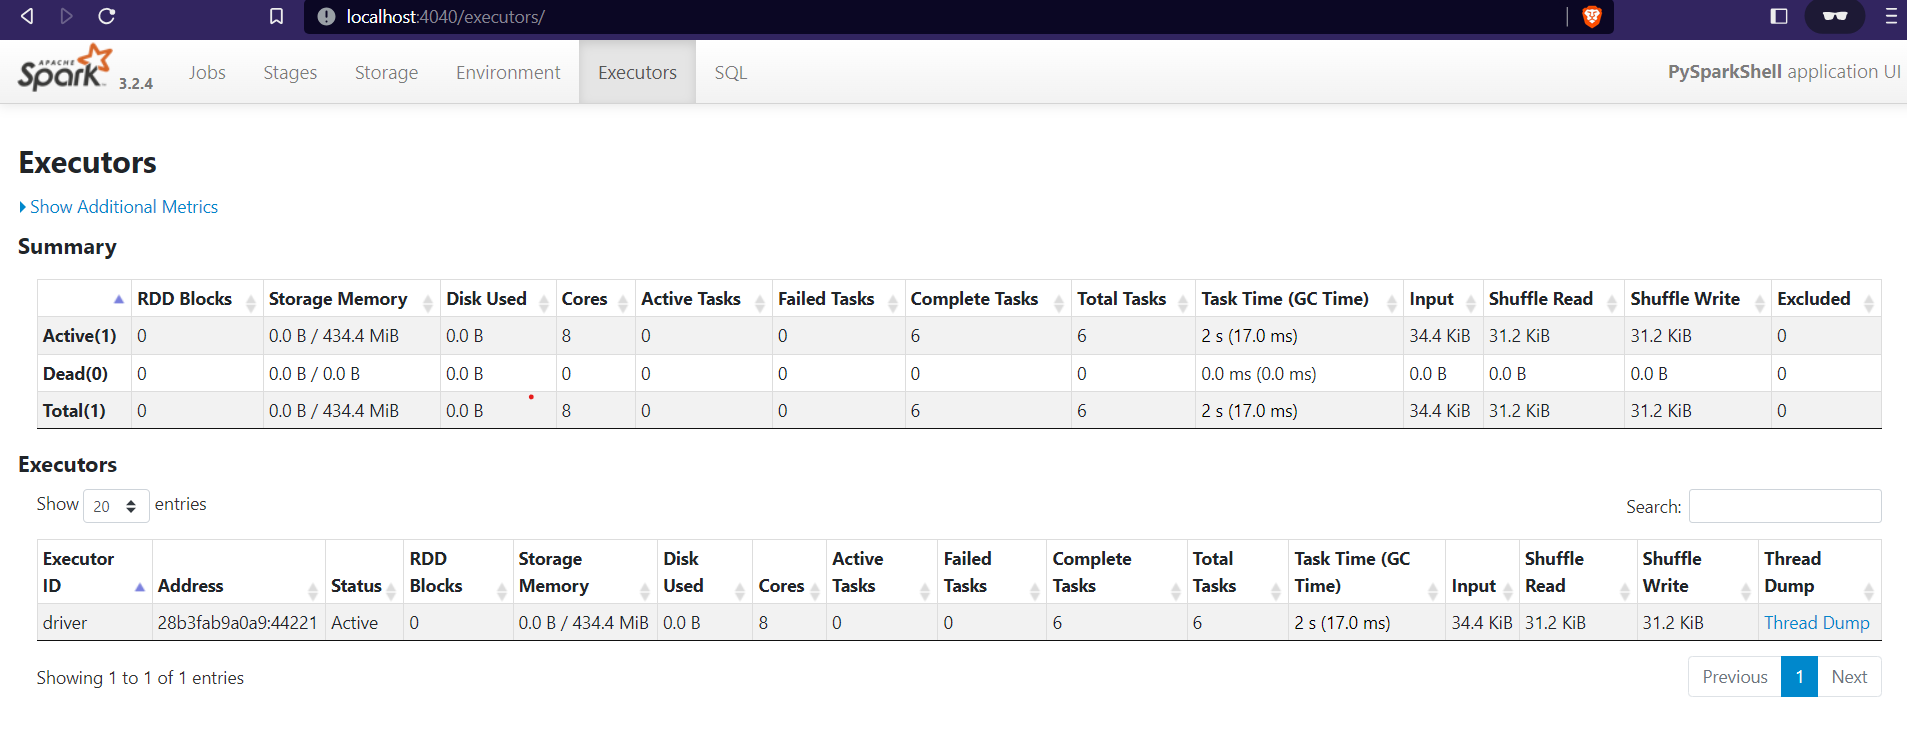 localhost:4040/executors/
APACHE Spark 3.2.4 Jobs Stages Storage Environment Executors SQL PySparkShell application UI
Executors
Show Additional Metrics
Summary
RDD Blocks Storage Memory Disk Used Cores Active Tasks Failed Tasks Complete Tasks Total Tasks Task Time (GC Time) Input Shuffle Read Shuffle Write Excluded
Active(1) 0 0.0 B / 434.4 MiB 0.0 B 8 0 0 6 6 2 s (17.0 ms) 34.4 KiB 31.2 KiB 31.2 KiB 0
Dead(0) 0 0.0 B / 0.0 B 0.0 B 0 0 0 0 0 0.0 ms (0.0 ms) 0.0 B 0.0 B 0.0 B 0
Total(1) 0 0.0 B / 434.4 MiB 0.0 B 8 0 0 6 6 2 s (17.0 ms) 34.4 KiB 31.2 KiB 31.2 KiB 0
Executors
Show 20 entries Search:
Executor ID Address Status RDD Blocks Storage Memory Disk Used Cores Active Tasks Failed Tasks Complete Tasks Total Tasks Task Time (GC Time) Input Shuffle Read Shuffle Write Thread Dump
driver 28b3fab9a0a9:44221 Active 0 0.0 B / 434.4 MiB 0.0 B 8 0 0 6 6 2 s (17.0 ms) 34.4 KiB 31.2 KiB 31.2 KiB Thread Dump
Showing 1 to 1 of 1 entries Previous 1 Next